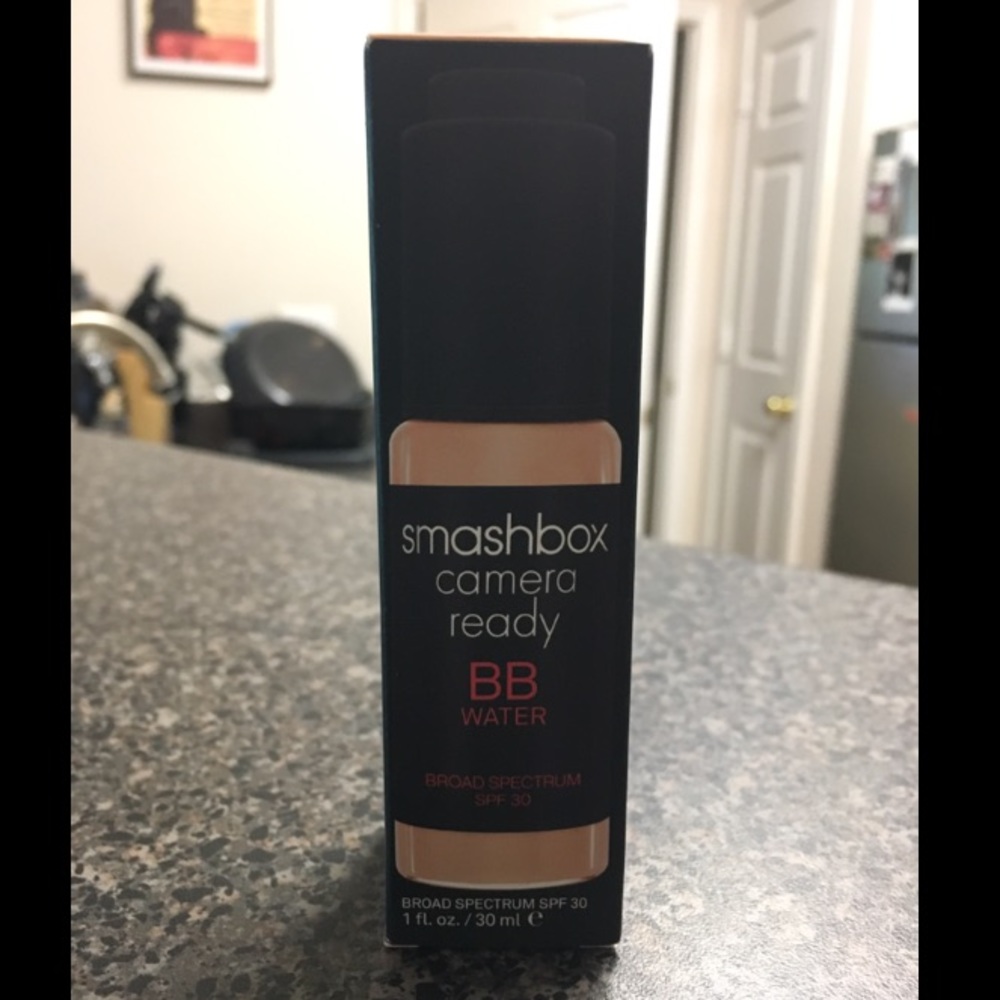 smashbox
camera
ready
BB
WATER
BROAD SPECTRUM
SPF 30
BROAD SPECTRUM SPF 30
1 fl. oz. / 30 ml ℮